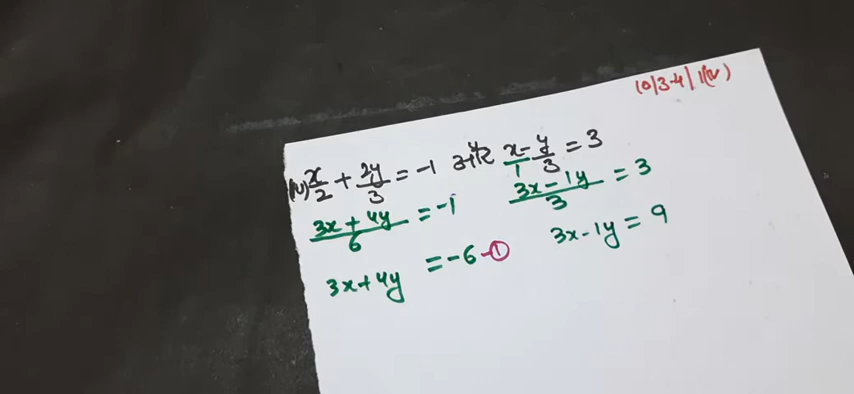 10/3.4/1(iv)
(iv) x/2 + 2y/3 = -1 और x/1 - y/3 = 3
3x + 4y/6 = -1
3x - 1y/3 = 3
3x + 4y = -6 -①
3x - 1y = 9